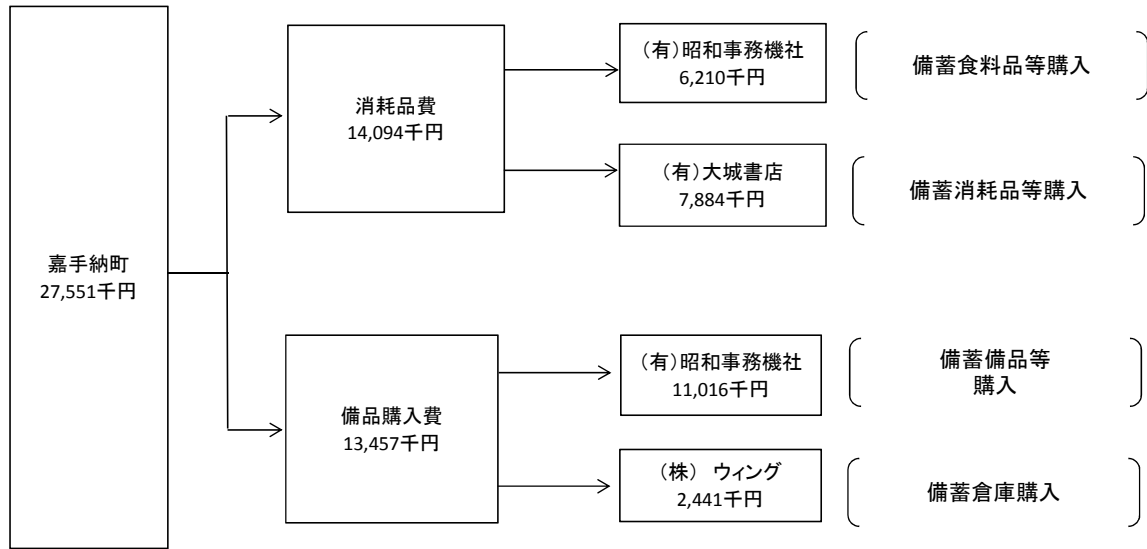 嘉手納町
27,551千円
消耗品費
14,094千円
(有)昭和事務機社
6,210千円
備蓄食料品等購入
(有)大城書店
7,884千円
備蓄消耗品等購入
備品購入費
13,457千円
(有)昭和事務機社
11,016千円
備蓄備品等
購入
(株) ウィング
2,441千円
備蓄倉庫購入